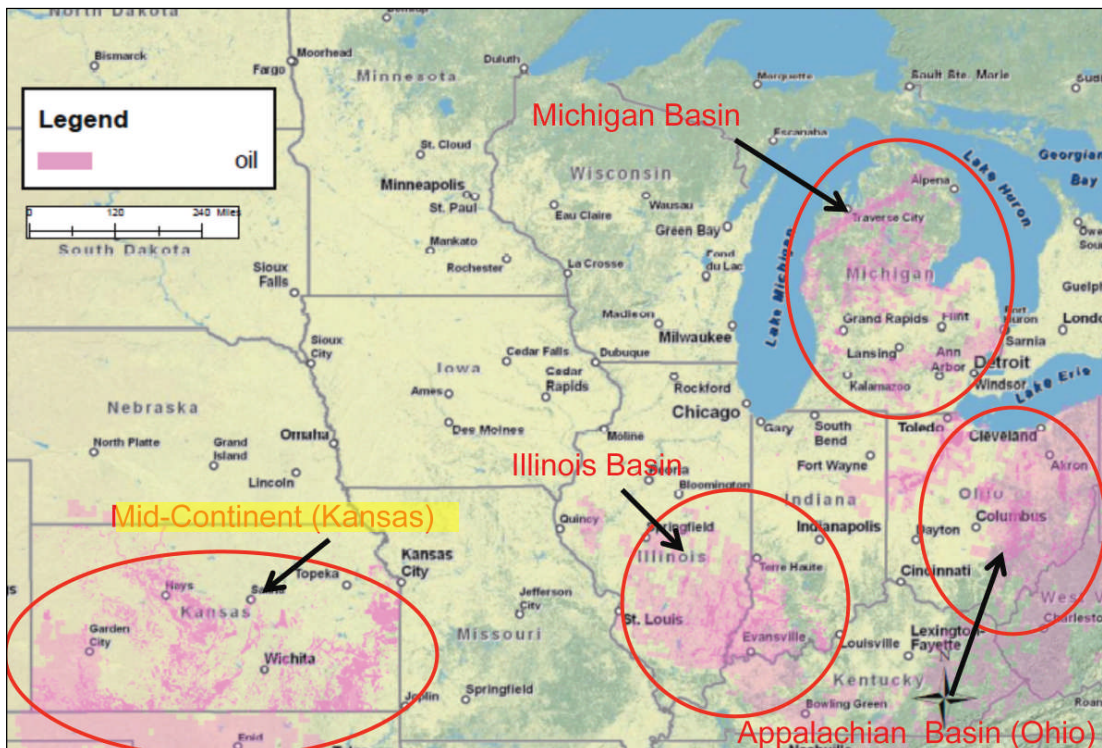 Bismarck
Moorhead
Fargo
Duluth
Minnesota
Marquette
Sault Ste. Marie
Legend
oil
0 120 240 Miles
South Dakota
St. Cloud
Minneapolis
St. Paul
Mankato
Rochester
Sioux
Falls
Wisconsin
Eau Claire
Wausau
Green Bay
Fond
du Lac
La Crosse
Madison
Milwaukee
Michigan Basin
Escanaba
Lake Michigan
Lake Huron
Georgian
Bay
Alpena
Traverse City
Michigan
Grand Rapids
Flint
Lansing
Ann
Arbor
Kalamazoo
Detroit
Windsor
Sarnia
Guelph
London
Lake Erie
Sioux
City
Iowa
Cedar Falls
Cedar
Rapids
Dubuque
Ames
Des Moines
Rockford
Chicago
Moline
Gary
South
Bend
Toledo
Cleveland
Akron
Nebraska
North Platte
Grand
Island
Omaha
Lincoln
Illinois Basin
Bloomington
Fort Wayne
Indiana
Indianapolis
Ohio
Columbus
Dayton
Cincinnati
Mid-Continent (Kansas)
Quincy
Springfield
Illinois
Terre Haute
Kansas
City
Topeka
Hays
Kansas
Garden
City
Wichita
Jefferson
City
Missouri
St. Louis
Evansville
Louisville
Lexington-
Fayette
West V
Charleston
Joplin
Springfield
Kentucky
N
Bowling Green
Roan
Enid
Appalachian Basin (Ohio)